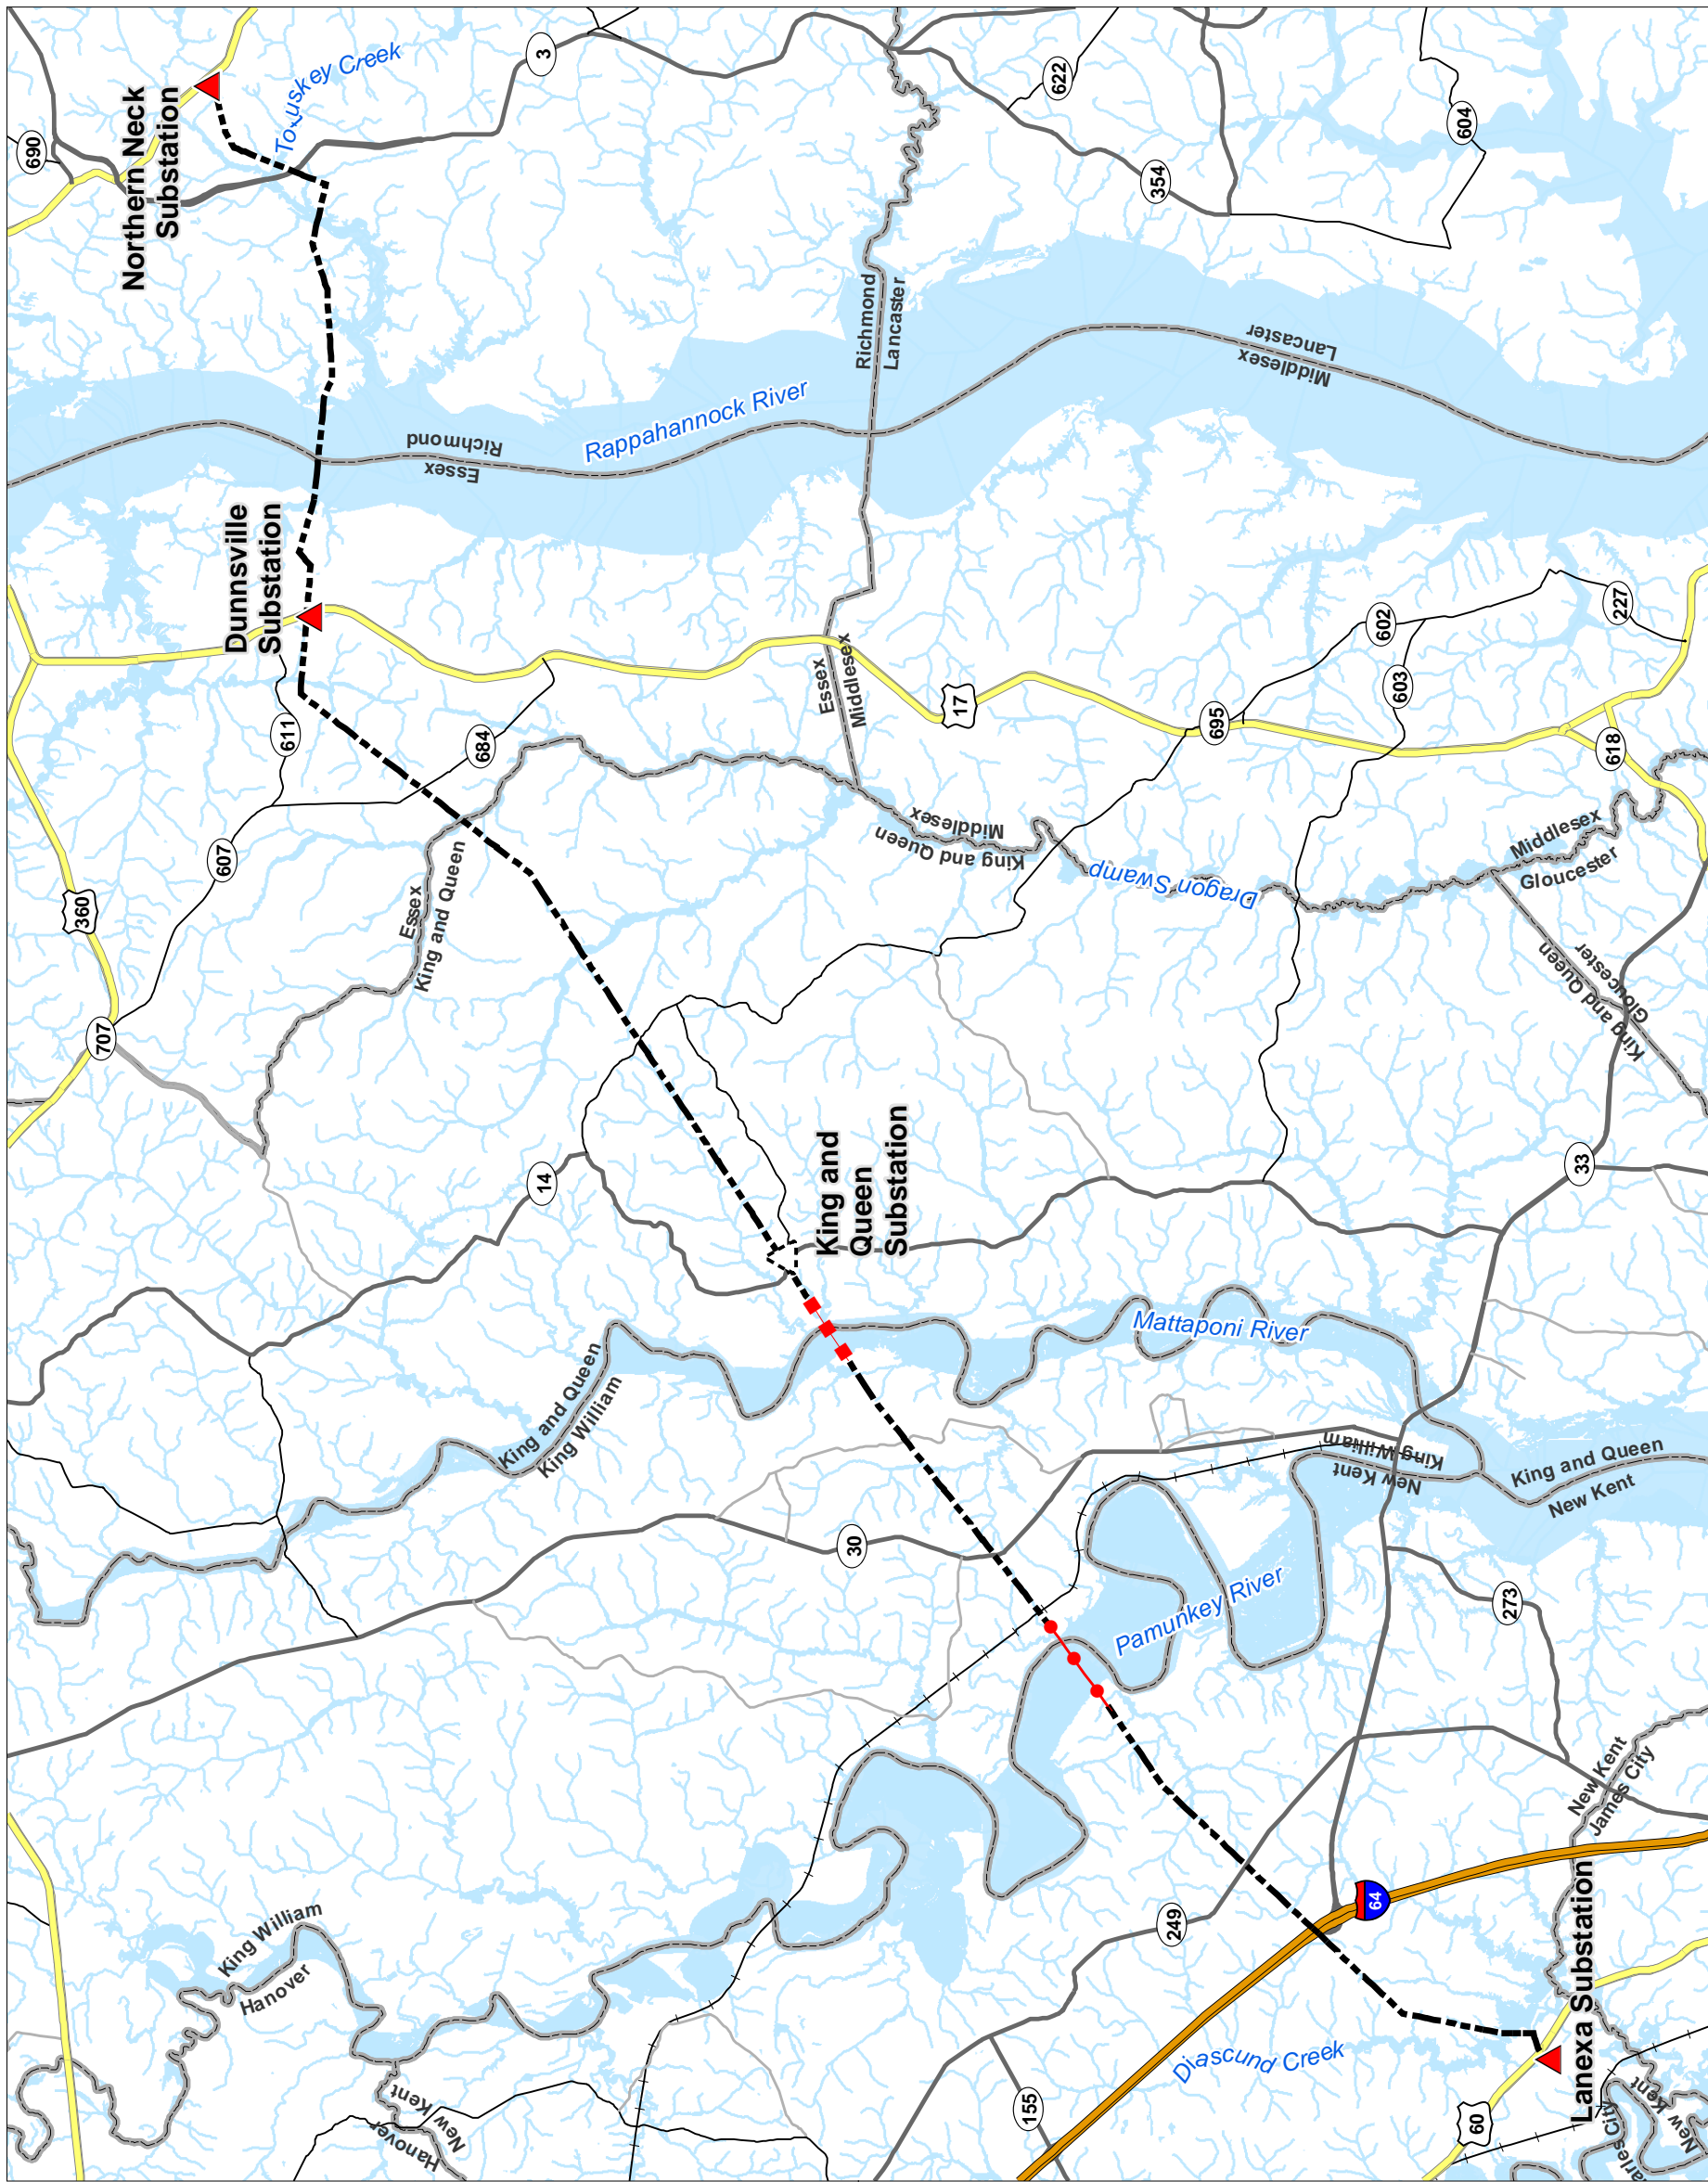 690
Northern Neck
Substation
Totuskey Creek
3
622
604
354
Richmond
Lancaster
Lancaster
Middlesex
Richmond
Essex
Rappahannock River
Dunnsville
Substation
611
684
607
360
707
Essex
Middlesex
17
602
603
227
695
618
Essex
King and Queen
Middlesex
King and Queen
Dragon Swamp
Middlesex
Gloucester
King and Queen
Gloucester
14
King and
Queen
Substation
33
Mattaponi River
King and Queen
King William
King William
New Kent
King and Queen
New Kent
30
Pamunkey River
273
New Kent
James City
249
64
King William
Hanover
Hanover
New Kent
155
Diascund Creek
Lanexa Substation
60
New Kent